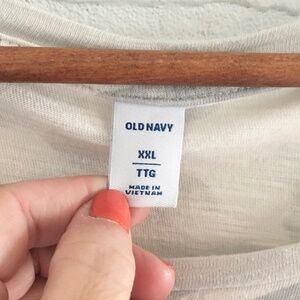 OLD NAVY
XXL
TTG
MADE IN
VIETNAM